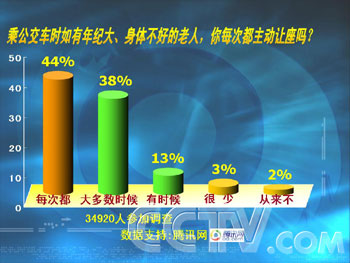 乘公交车时如有年纪大、身体不好的老人，你每次都主动让座吗？
50
40
30
20
10
0
44%
38%
13%
3%
2%
每次都 大多数时候 有时候 很 少 从来不
34920人参加调查
数据支持：腾讯网 腾讯网
CCTV.com